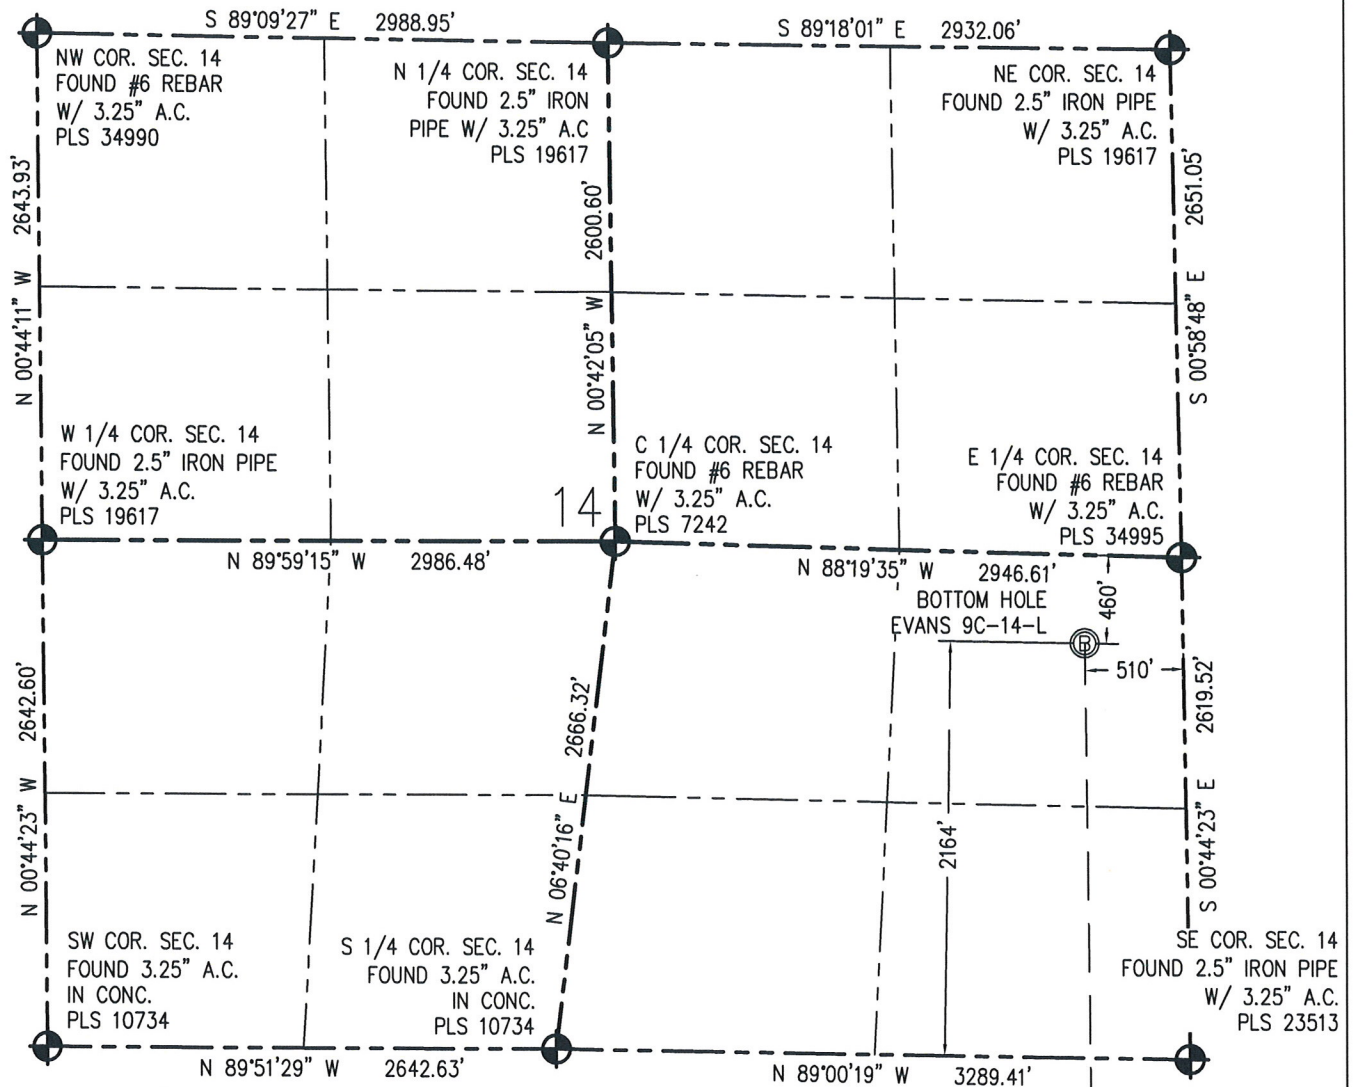 S 89°09'27" E 2988.95'
S 89°18'01" E 2932.06'
NW COR. SEC. 14
FOUND #6 REBAR
W/ 3.25" A.C.
PLS 34990
N 1/4 COR. SEC. 14
FOUND 2.5" IRON
PIPE W/ 3.25" A.C
PLS 19617
NE COR. SEC. 14
FOUND 2.5" IRON PIPE
W/ 3.25" A.C.
PLS 19617
N 00°44'11" W 2643.93'
N 00°42'05" W 2600.60'
S 00°58'48" E 2651.05'
W 1/4 COR. SEC. 14
FOUND 2.5" IRON PIPE
W/ 3.25" A.C.
PLS 19617
14
C 1/4 COR. SEC. 14
FOUND #6 REBAR
W/ 3.25" A.C.
PLS 7242
E 1/4 COR. SEC. 14
FOUND #6 REBAR
W/ 3.25" A.C.
PLS 34995
N 89°59'15" W 2986.48'
N 88°19'35" W 2946.61'
BOTTOM HOLE
EVANS 9C-14-L
460'
B
510'
N 00°44'23" W 2642.60'
N 06°40'16" E 2666.32'
2164'
S 00°44'23" E 2619.52'
SW COR. SEC. 14
FOUND 3.25" A.C.
IN CONC.
PLS 10734
S 1/4 COR. SEC. 14
FOUND 3.25" A.C.
IN CONC.
PLS 10734
SE COR. SEC. 14
FOUND 2.5" IRON PIPE
W/ 3.25" A.C.
PLS 23513
N 89°51'29" W 2642.63'
N 89°00'19" W 3289.41'